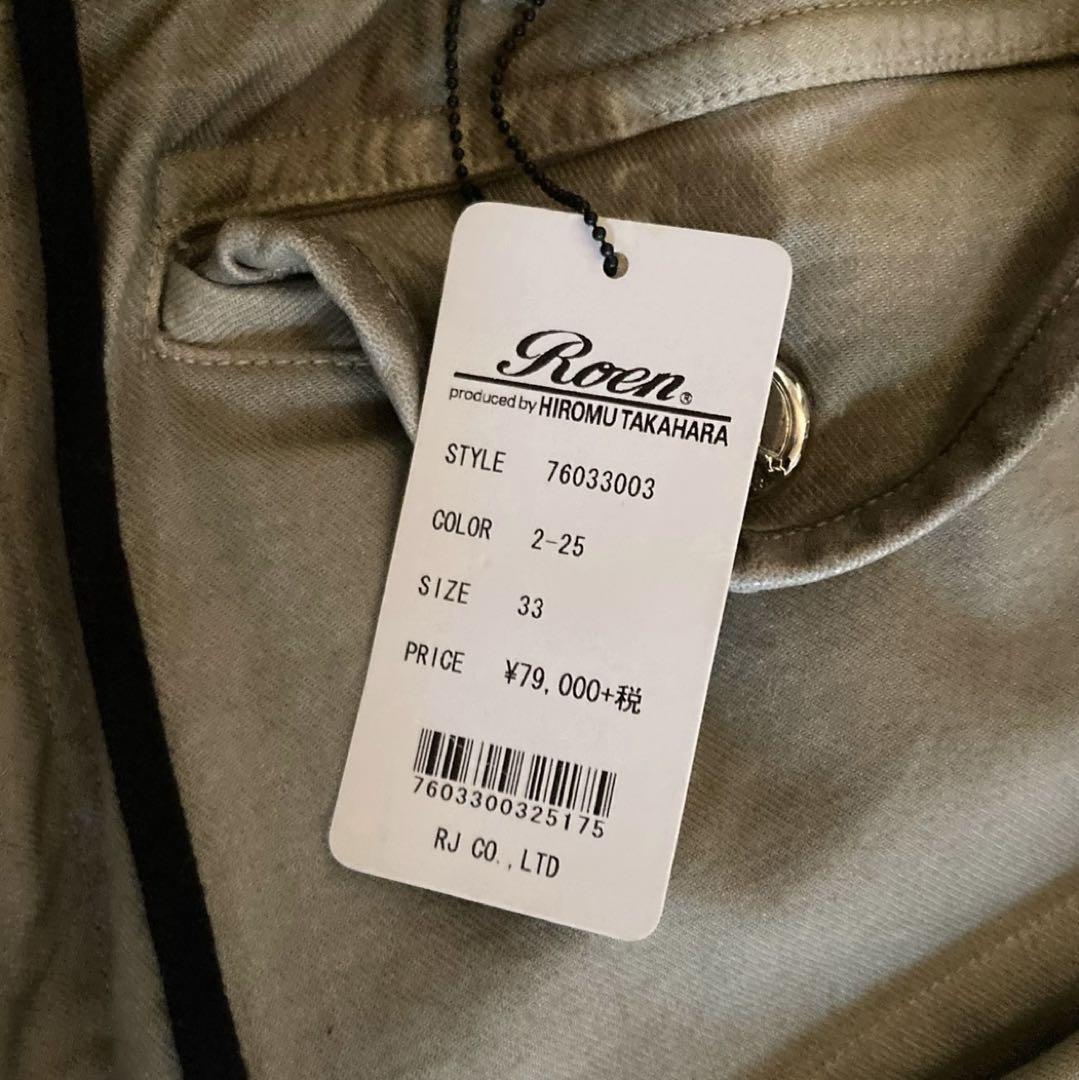 Roen®
produced by HIROMU TAKAHARA
STYLE 76033003
COLOR 2-25
SIZE 33
PRICE ¥79,000+税
7603300325175
RJ CO.,LTD